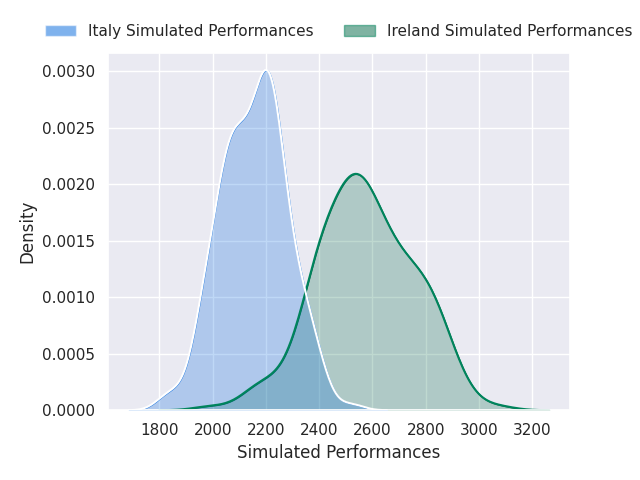 Italy Simulated Performances
Ireland Simulated Performances
0.0030
0.0025
0.0020
0.0015
0.0010
0.0005
0.0000
Density
1800 2000 2200 2400 2600 2800 3000 3200
Simulated Performances